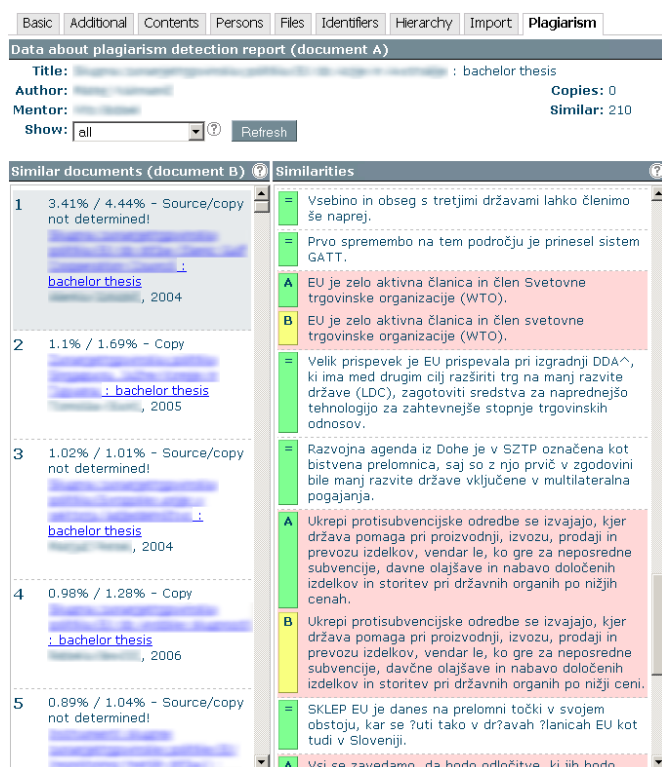 Basic Additional Contents Persons Files Identifiers Hierarchy Import Plagiarism
Data about plagiarism detection report (document A)
Title: : bachelor thesis
Author: Copies: 0
Mentor: Similar: 210
Show: all ? Refresh
Similar documents (document B) ?
1 3.41% / 4.44% - Source/copy
not determined!
:
bachelor thesis
, 2004
2 1.1% / 1.69% - Copy
: bachelor thesis
, 2005
3 1.02% / 1.01% - Source/copy
not determined!
:
bachelor thesis
, 2004
4 0.98% / 1.28% - Copy
: bachelor thesis
, 2006
5 0.89% / 1.04% - Source/copy
not determined!
Similarities ?
= Vsebino in obseg s tretjimi državami lahko členimo
še naprej.
= Prvo spremembo na tem področju je prinesel sistem
GATT.
A EU je zelo aktivna članica in član Svetovne
trgovinske organizacije (WTO).
B EU je zelo aktivna članica in člen svetovne
trgovinske organizacije (WTO).
= Velik prispevek je EU prispevala pri izgradnji DDA^,
ki ima med drugim cilj razširiti trg na manj razvite
države (LDC), zagotoviti sredstva za naprednejšo
tehnologijo za zahtevnejše stopnje trgovinskih
odnosov.
= Razvojna agenda iz Dohe je v SZTP označena kot
bistvena prelomnica, saj so z njo prvič v zgodovini
bile manj razvite države vključene v multilateralna
pogajanja.
A Ukrepi protisubvencijske odredbe se izvajajo, kjer
država pomaga pri proizvodnji, izvozu, prodaji in
prevozu izdelkov, vendar le, ko gre za neposredne
subvencije, davne olajšave in nabavo določenih
izdelkov in storitev pri državnih organih po nižjih
cenah.
B Ukrepi protisubvencijske odredbe se izvajajo, kjer
država pomaga pri proizvodnji, izvozu, prodaji in
prevozu izdelkov, vendar le, ko gre za neposredne
subvencije, davčne olajšave in nabavo določenih
izdelkov in storitev pri državnih organih po nižji ceni.
= SKLEP EU je danes na prelomni točki v svojem
obstoju, kar se ?uti tako v dr?avah ?lanicah EU kot
tudi v Sloveniji.
A Vsi se zavedamo, da bodo odločitve, ki jih bodo